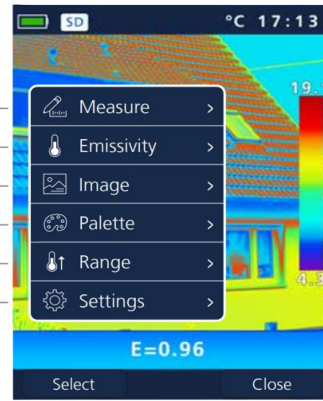 SD °C 17:13
19.
Measure >
Emissivity >
Image >
Palette >
Range >
Settings >
4.3
E=0.96
Select Close